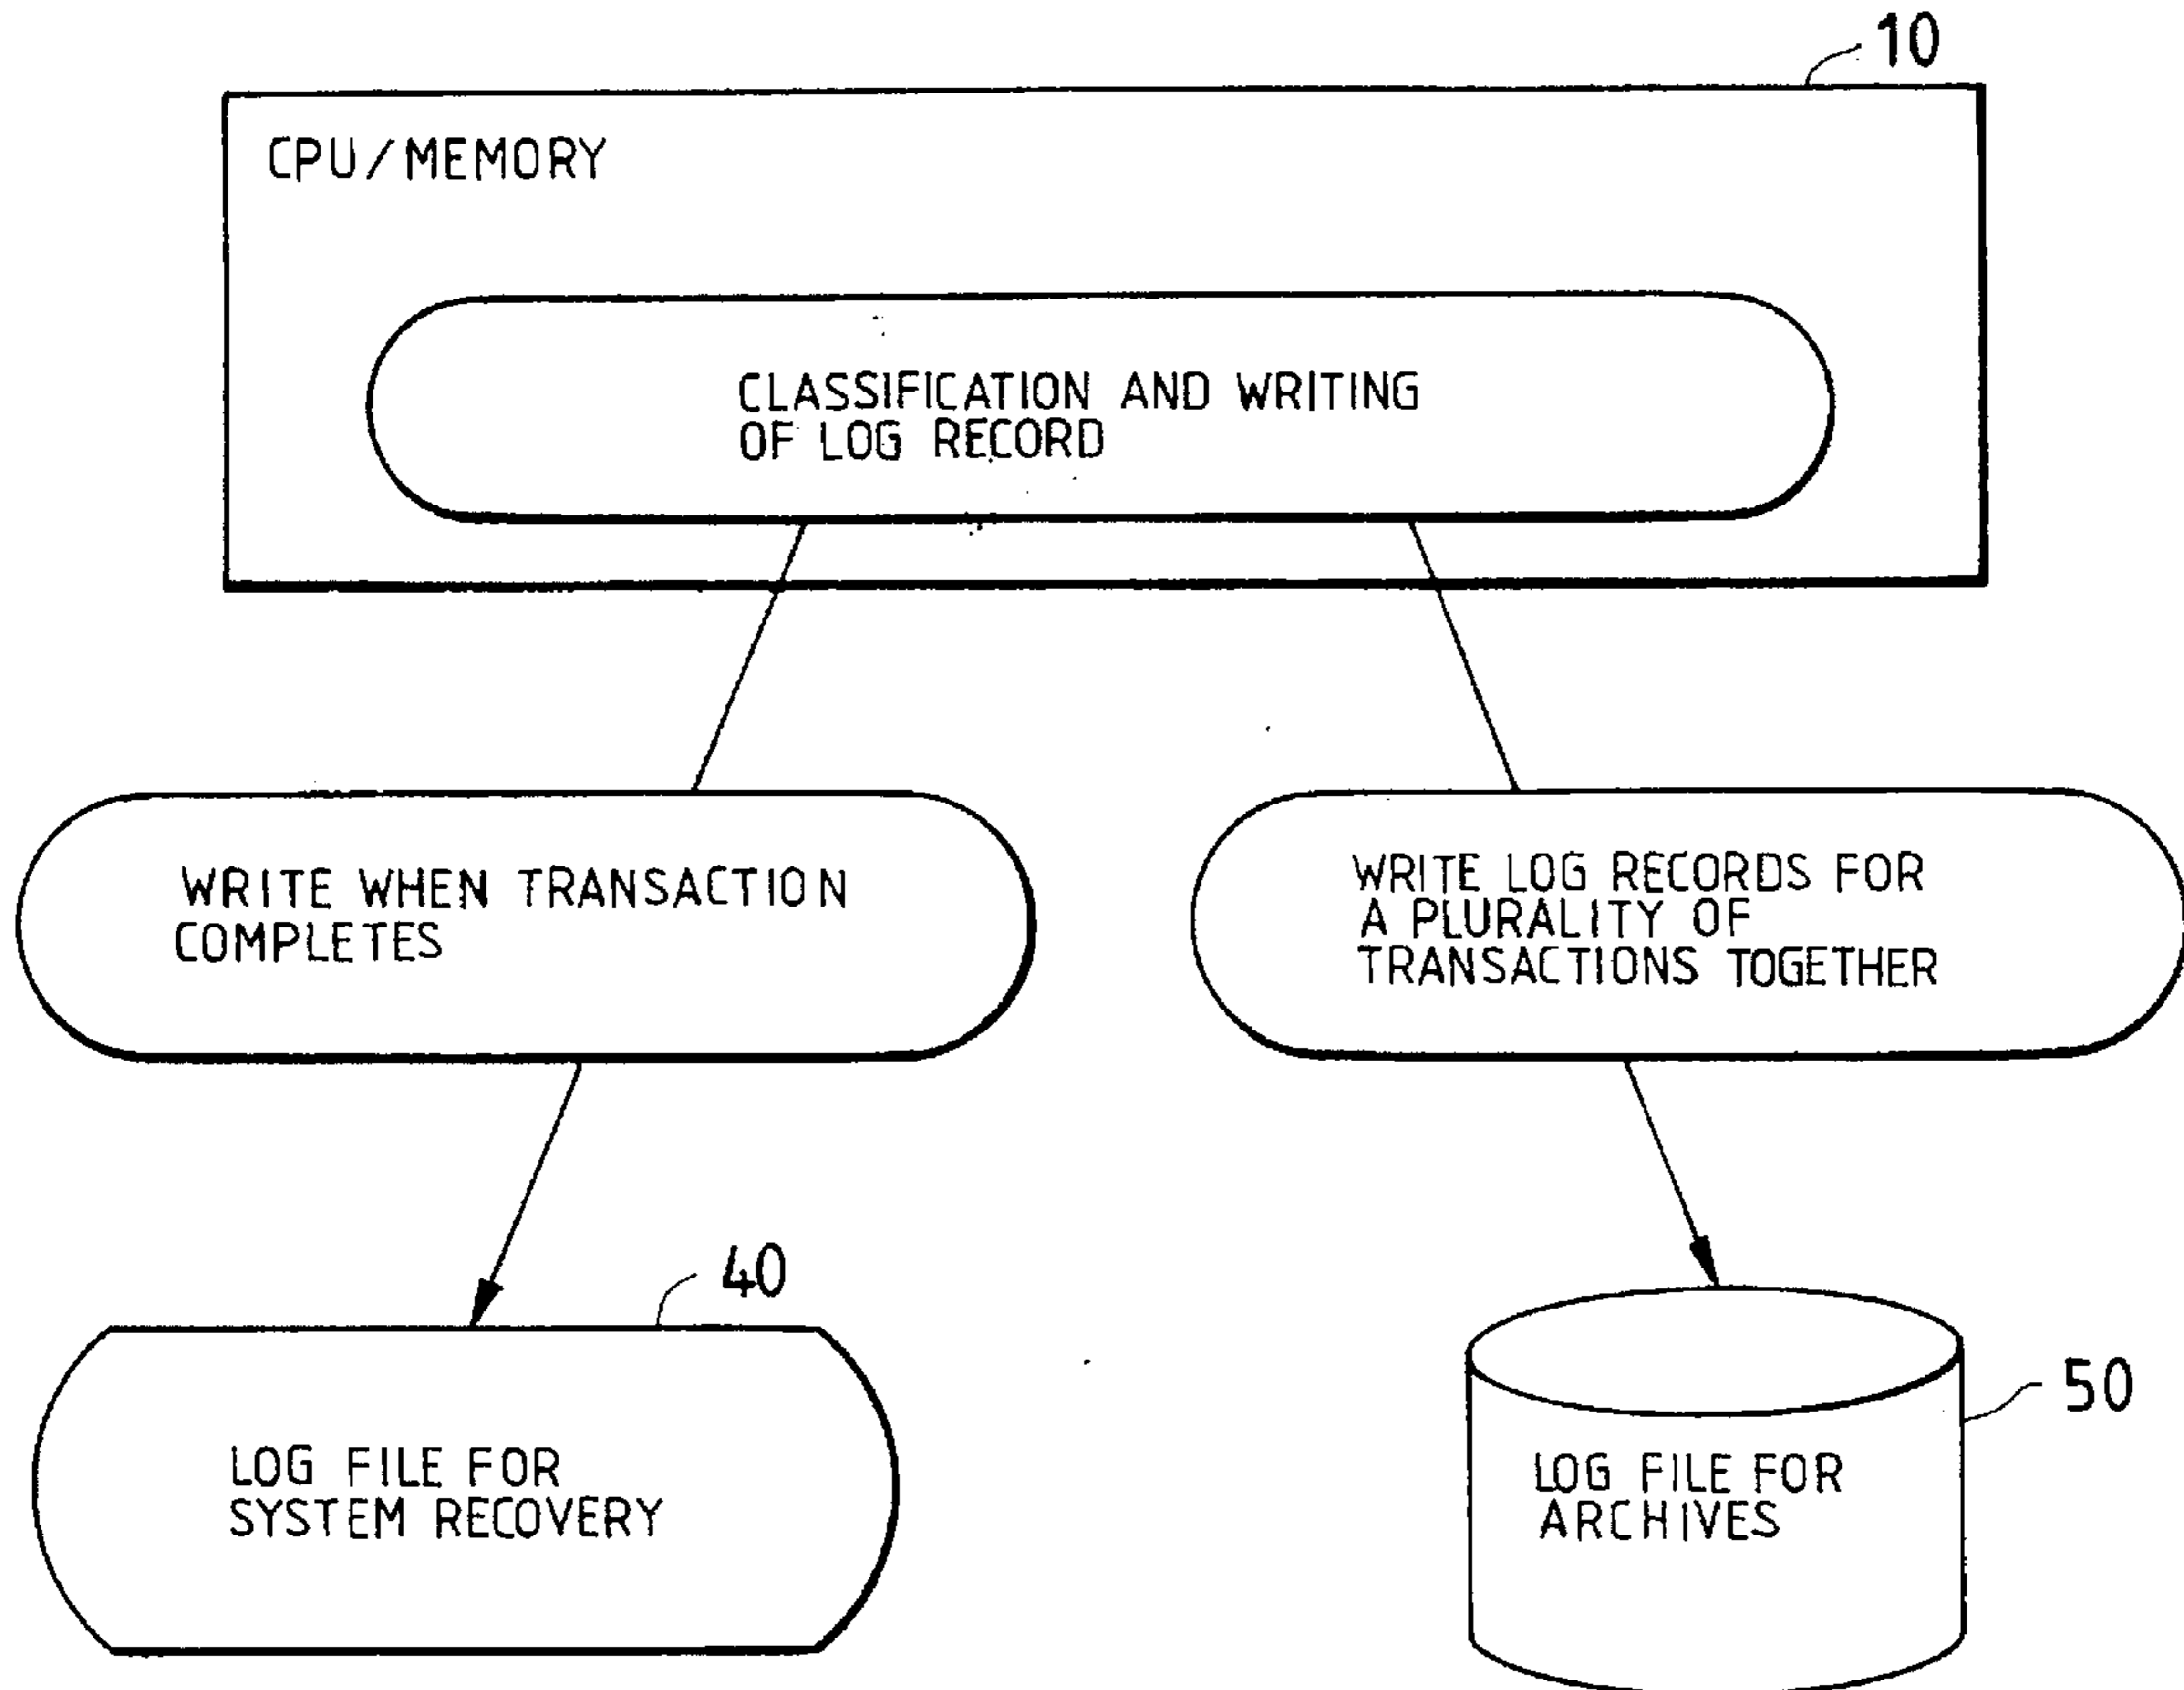 10
CPU/MEMORY
CLASSIFICATION AND WRITING
OF LOG RECORD
WRITE WHEN TRANSACTION
COMPLETES
WRITE LOG RECORDS FOR
A PLURALITY OF
TRANSACTIONS TOGETHER
40
LOG FILE FOR
SYSTEM RECOVERY
50
LOG FILE FOR
ARCHIVES